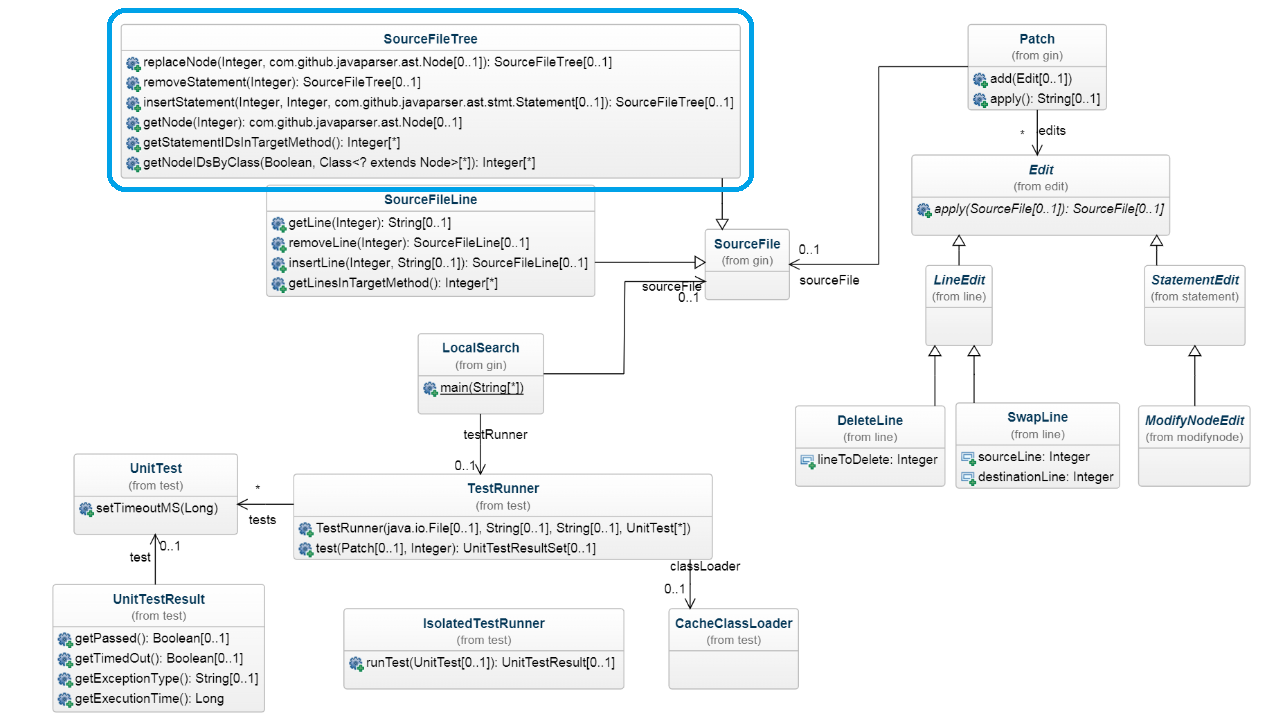 SourceFileTree
replaceNode(Integer, com.github.javaparser.ast.Node[0..1]): SourceFileTree[0..1]
removeStatement(Integer): SourceFileTree[0..1]
insertStatement(Integer, Integer, com.github.javaparser.ast.stmt.Statement[0..1]): SourceFileTree[0..1]
getNode(Integer): com.github.javaparser.ast.Node[0..1]
getStatementIDsInTargetMethod(): Integer[*]
getNodeIDsByClass(Boolean, Class<? extends Node>[*]): Integer[*]
Patch
(from gin)
add(Edit[0..1])
apply(): String[0..1]
*
edits
Edit
(from edit)
apply(SourceFile[0..1]): SourceFile[0..1]
SourceFileLine
getLine(Integer): String[0..1]
removeLine(Integer): SourceFileLine[0..1]
insertLine(Integer, String[0..1]): SourceFileLine[0..1]
getLinesInTargetMethod(): Integer[*]
SourceFile
(from gin)
0..1
sourceFile
sourceFile
0..1
LineEdit
(from line)
StatementEdit
(from statement)
LocalSearch
(from gin)
main(String[*])
testRunner
0..1
DeleteLine
(from line)
lineToDelete: Integer
SwapLine
(from line)
sourceLine: Integer
destinationLine: Integer
ModifyNodeEdit
(from modifynode)
UnitTest
(from test)
setTimeoutMS(Long)
*
tests
TestRunner
(from test)
TestRunner(java.io.File[0..1], String[0..1], String[0..1], UnitTest[*])
test(Patch[0..1], Integer): UnitTestResultSet[0..1]
0..1
test
classLoader
0..1
UnitTestResult
(from test)
getPassed(): Boolean[0..1]
getTimedOut(): Boolean[0..1]
getExceptionType(): String[0..1]
getExecutionTime(): Long
IsolatedTestRunner
(from test)
runTest(UnitTest[0..1]): UnitTestResult[0..1]
CacheClassLoader
(from test)